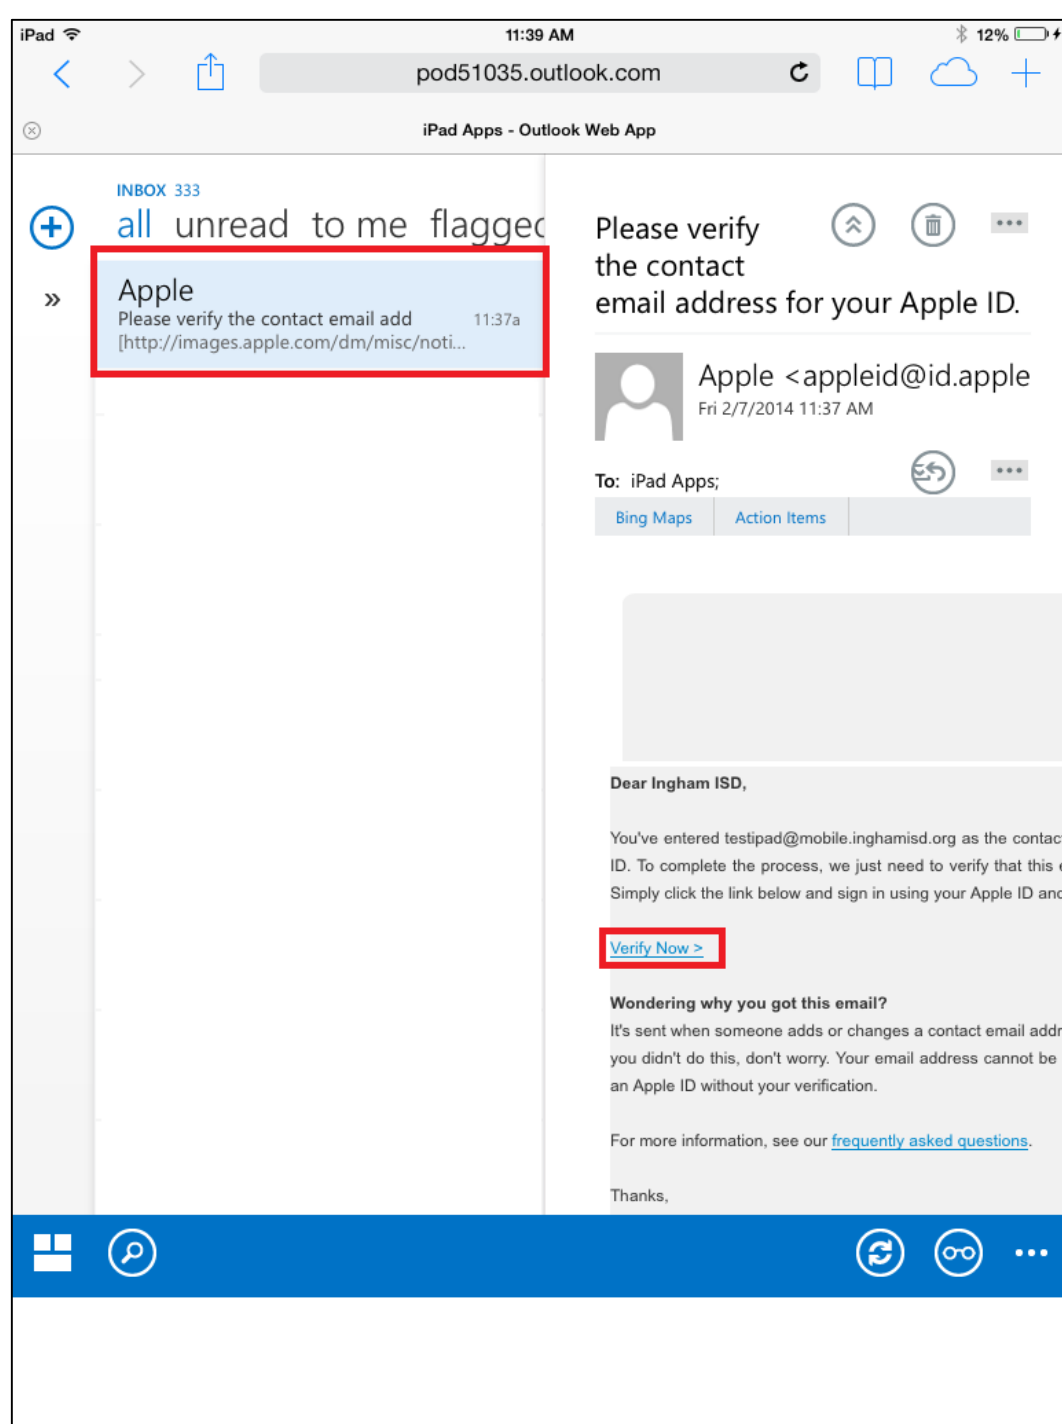 iPad 11:39 AM 12%
pod51035.outlook.com
iPad Apps - Outlook Web App
INBOX 333
all unread to me flagged
Apple
Please verify the contact email add 11:37a
[http://images.apple.com/dm/misc/noti...
Please verify
the contact
email address for your Apple ID.
Apple <appleid@id.apple
Fri 2/7/2014 11:37 AM
To: iPad Apps;
Bing Maps Action Items
Dear Ingham ISD,
You've entered testipad@mobile.inghamisd.org as the contac
ID. To complete the process, we just need to verify that this e
Simply click the link below and sign in using your Apple ID and
Verify Now >
Wondering why you got this email?
It's sent when someone adds or changes a contact email addr
you didn't do this, don't worry. Your email address cannot be
an Apple ID without your verification.
For more information, see our frequently asked questions.
Thanks,